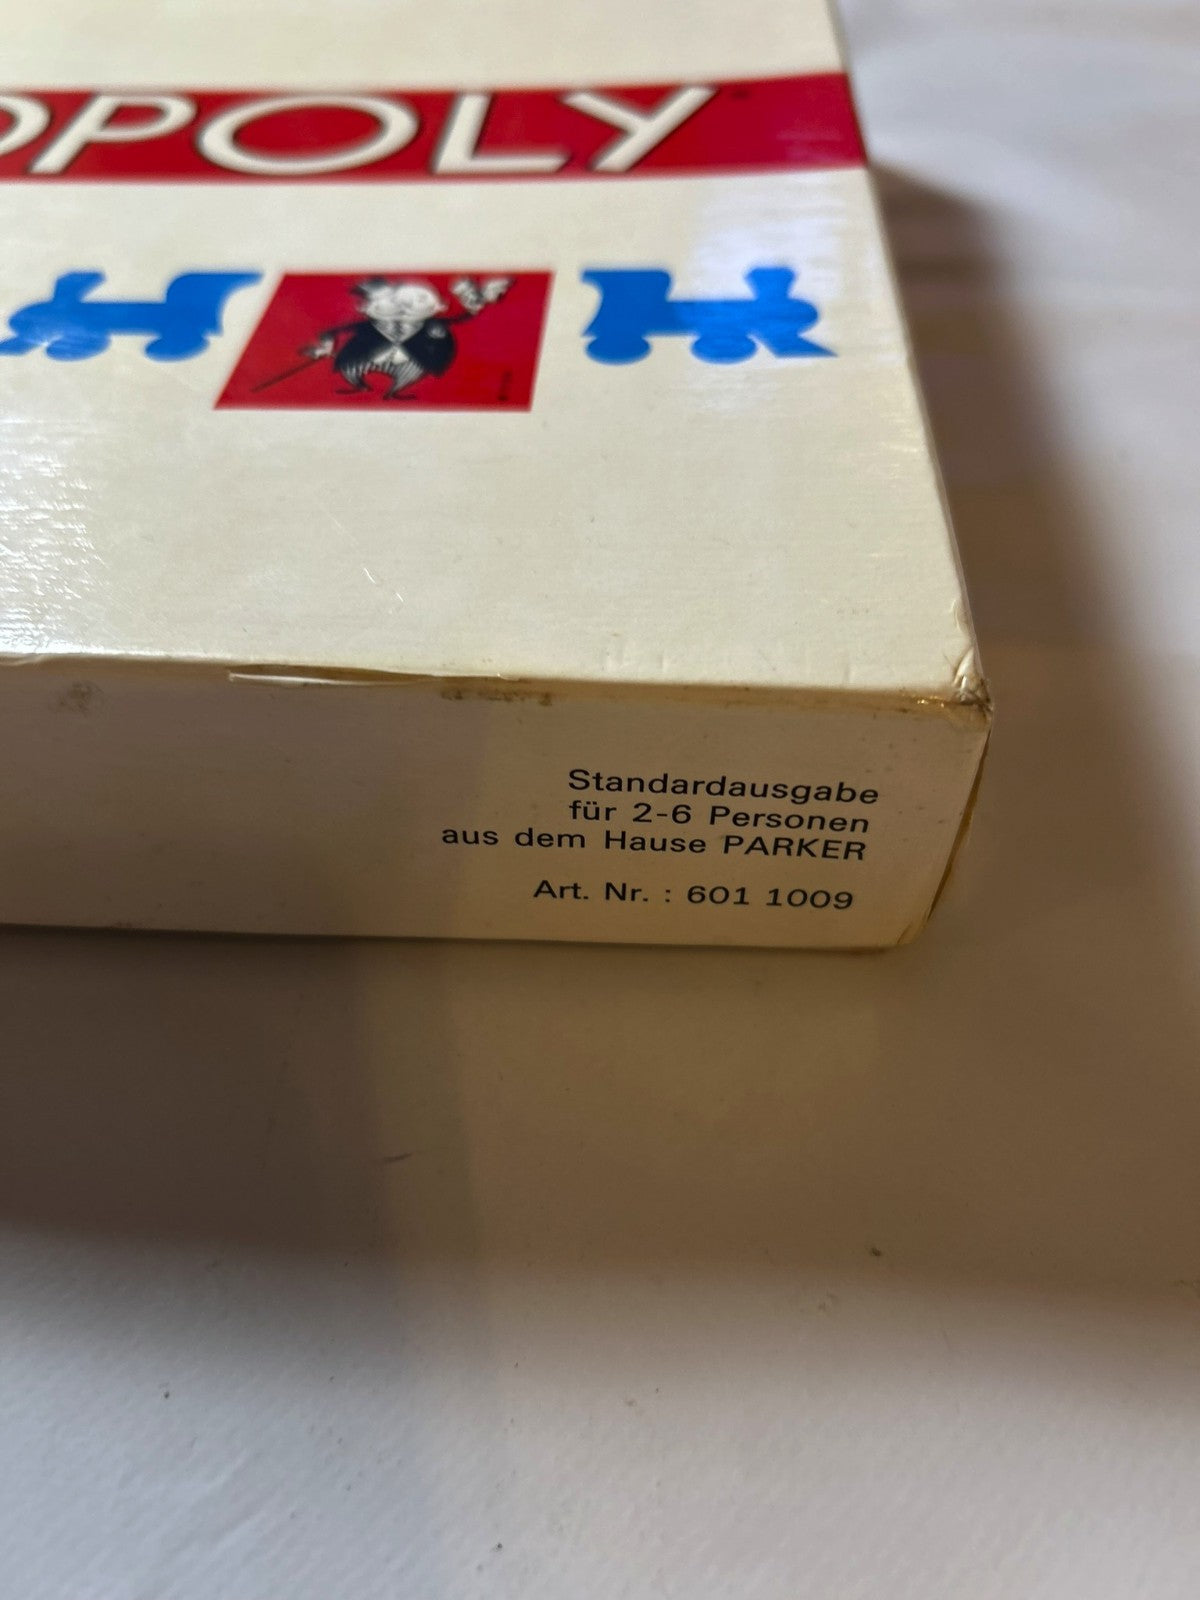 OPOLY
Standardausgabe
für 2-6 Personen
aus dem Hause PARKER
Art. Nr. : 601 1009